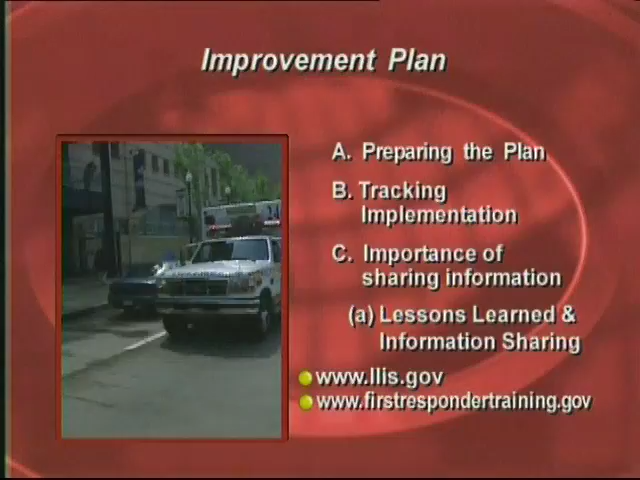 Improvement Plan
A. Preparing the Plan
B. Tracking
Implementation
C. Importance of
sharing information
(a) Lessons Learned &
Information Sharing
www.llis.gov
www.firstrespondertraining.gov